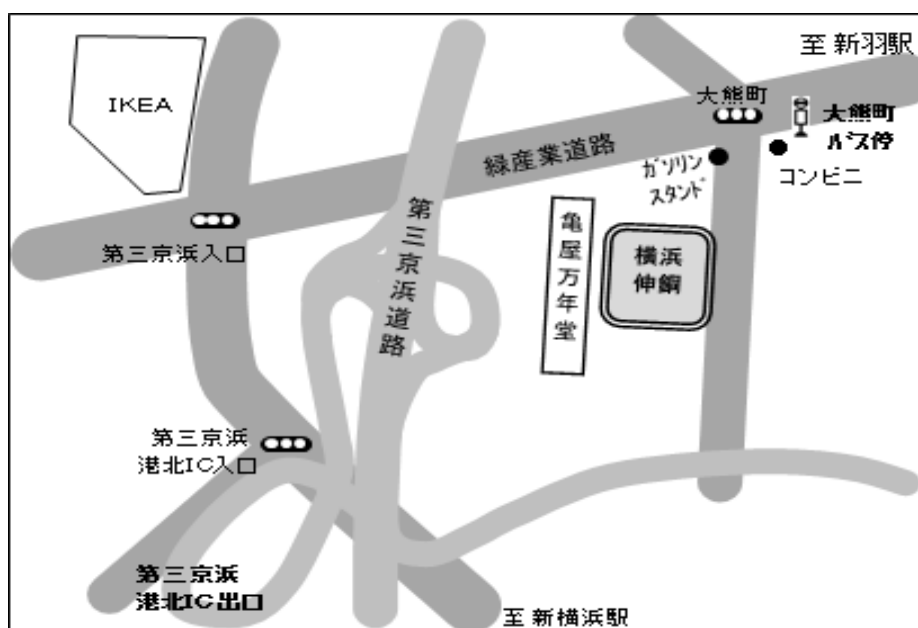 至 新羽駅
IKEA
大熊町
大熊町
バス停
緑産業道路
ガソリン
スタンド
コンビニ
第三京浜入口
第三京浜道路
亀屋万年堂
横浜
伸銅
第三京浜
港北IC入口
第三京浜
港北IC出口
至 新横浜駅